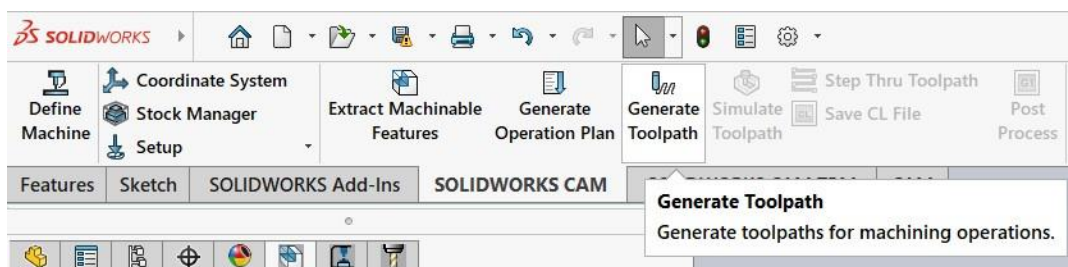 SOLIDWORKS
Define Machine
Coordinate System
Stock Manager
Setup
Extract Machinable Features
Generate Operation Plan
Generate Toolpath
Simulate Toolpath
Step Thru Toolpath
Save CL File
G1
Post Process
Features
Sketch
SOLIDWORKS Add-Ins
SOLIDWORKS CAM
Generate Toolpath
Generate toolpaths for machining operations.